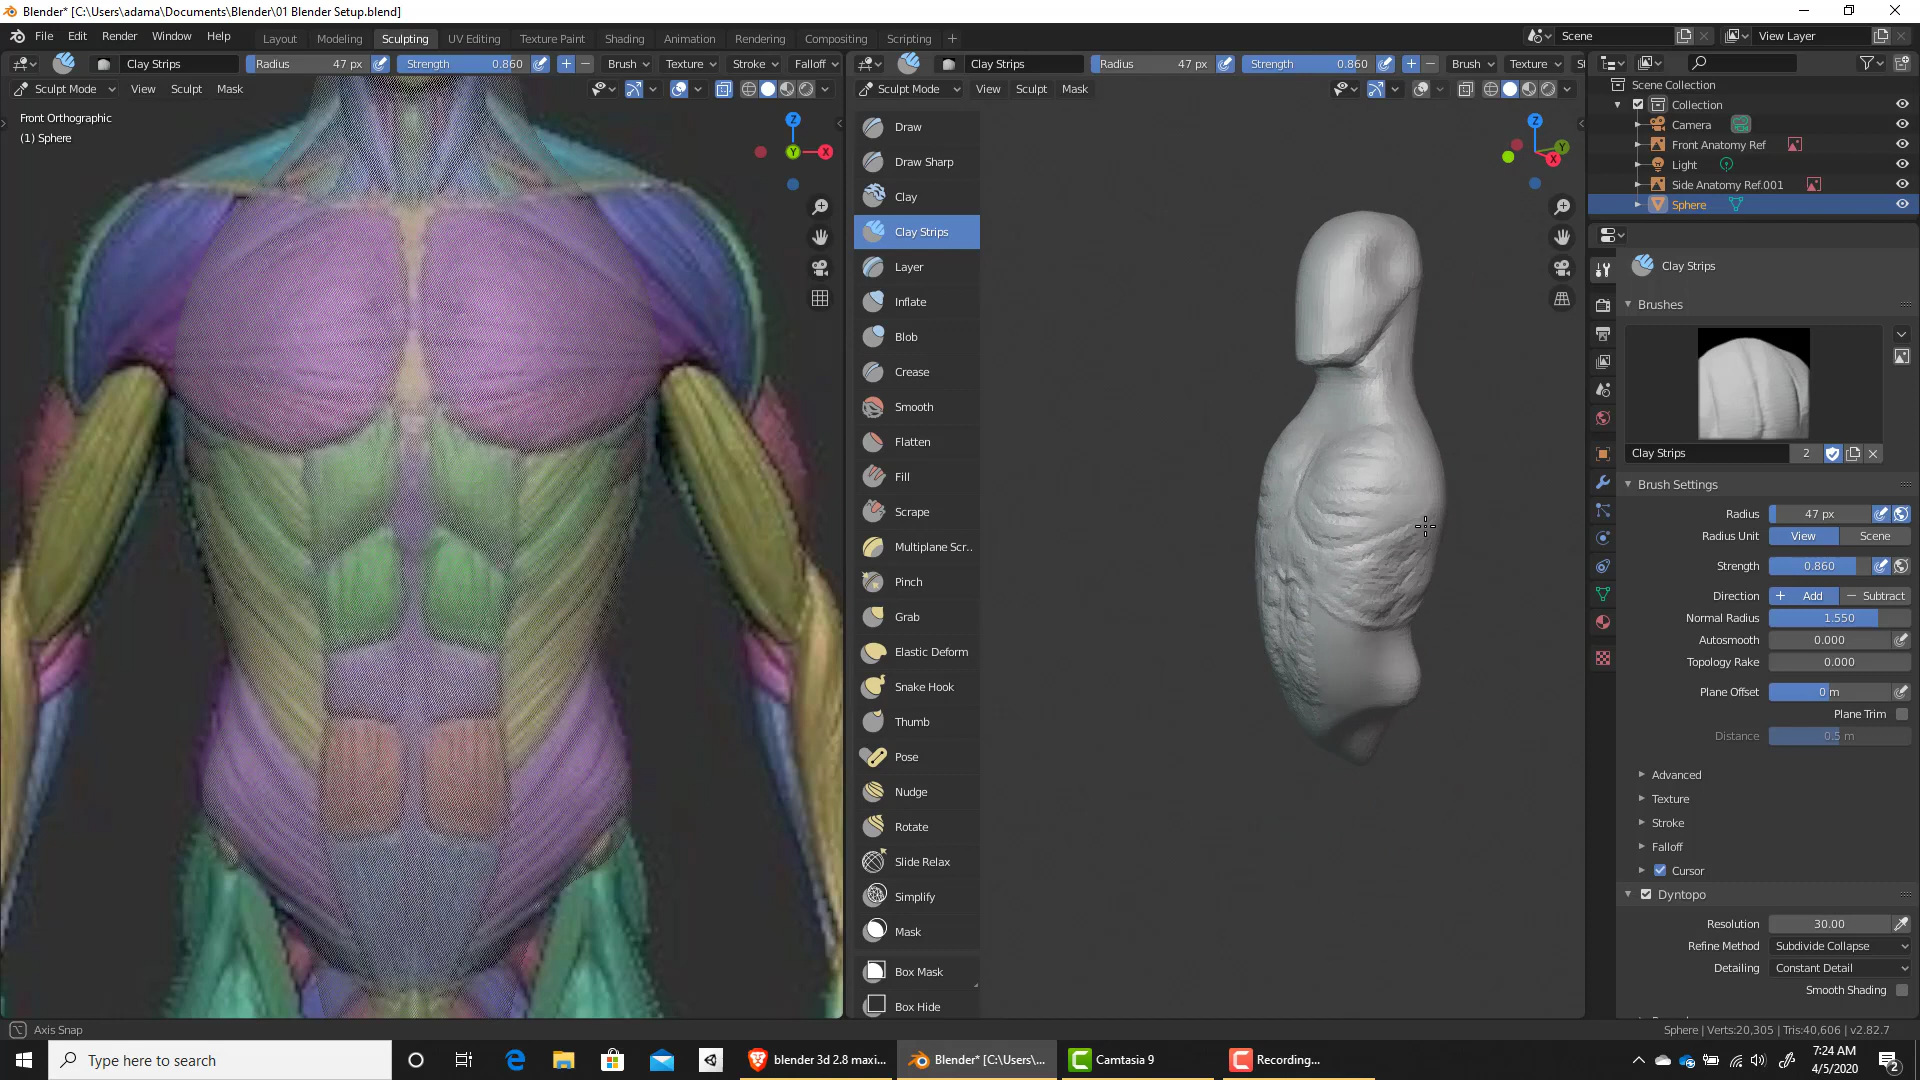 Blender* [C:\Users\adama\Documents\Blender\01 Blender Setup.blend]
File Edit Render Window Help
Layout Modeling Sculpting UV Editing Texture Paint Shading Animation Rendering Compositing Scripting
Scene
View Layer
Clay Strips
Radius 47 px
Strength 0.860
Brush
Texture
Stroke
Falloff
Clay Strips
Radius 47 px
Strength 0.860
Brush
Texture
St
Sculpt Mode View Sculpt Mask
Sculpt Mode View Sculpt Mask
Front Orthographic
(1) Sphere
Z
Y
X
Z
Y
X
Draw
Draw Sharp
Clay
Clay Strips
Layer
Inflate
Blob
Crease
Smooth
Flatten
Fill
Scrape
Multiplane Scr..
Pinch
Grab
Elastic Deform
Snake Hook
Thumb
Pose
Nudge
Rotate
Slide Relax
Simplify
Mask
Box Mask
Box Hide
Scene Collection
Collection
Camera
Front Anatomy Ref
Light
Side Anatomy Ref.001
Sphere
Clay Strips
Brushes
Clay Strips 2
Brush Settings
Radius 47 px
Radius Unit View Scene
Strength 0.860
Direction + Add − Subtract
Normal Radius 1.550
Autosmooth 0.000
Topology Rake 0.000
Plane Offset 0 m
Plane Trim
Distance 0.5 m
Advanced
Texture
Stroke
Falloff
Cursor
Dyntopo
Resolution 30.00
Refine Method Subdivide Collapse
Detailing Constant Detail
Smooth Shading
Axis Snap
Sphere | Verts:20,305 | Tris:40,606 | v2.82.7
Type here to search
blender 3d 2.8 maxi...
Blender* [C:\Users\...
Camtasia 9
Recording...
7:24 AM
4/5/2020
2